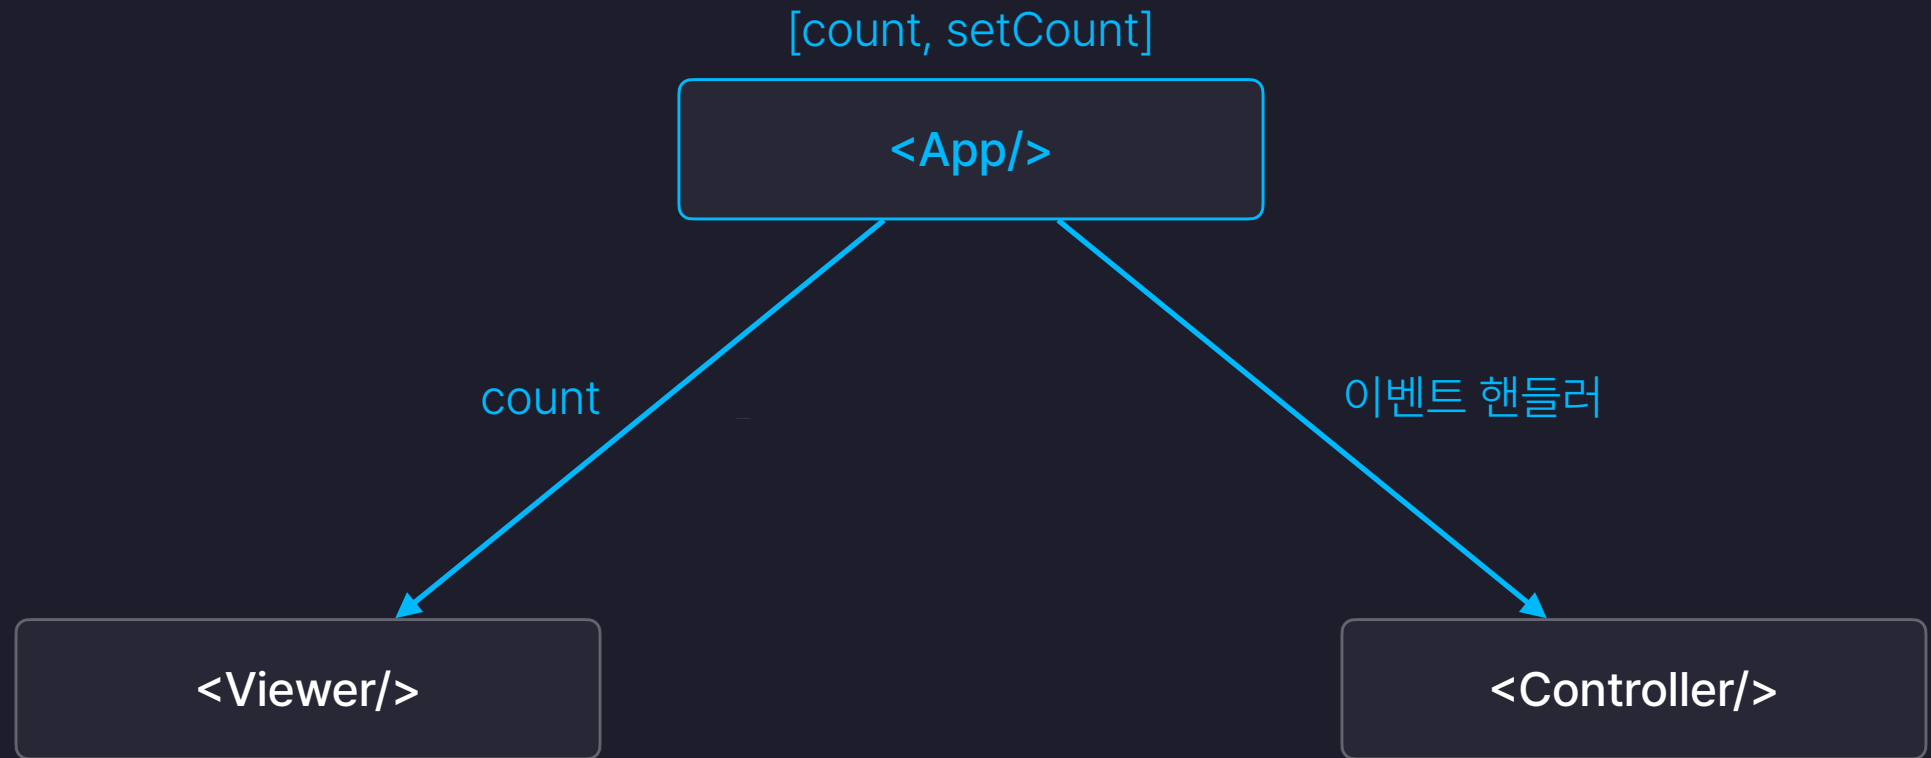 [count, setCount]
<App/>
count
이벤트 핸들러
<Viewer/>
<Controller/>